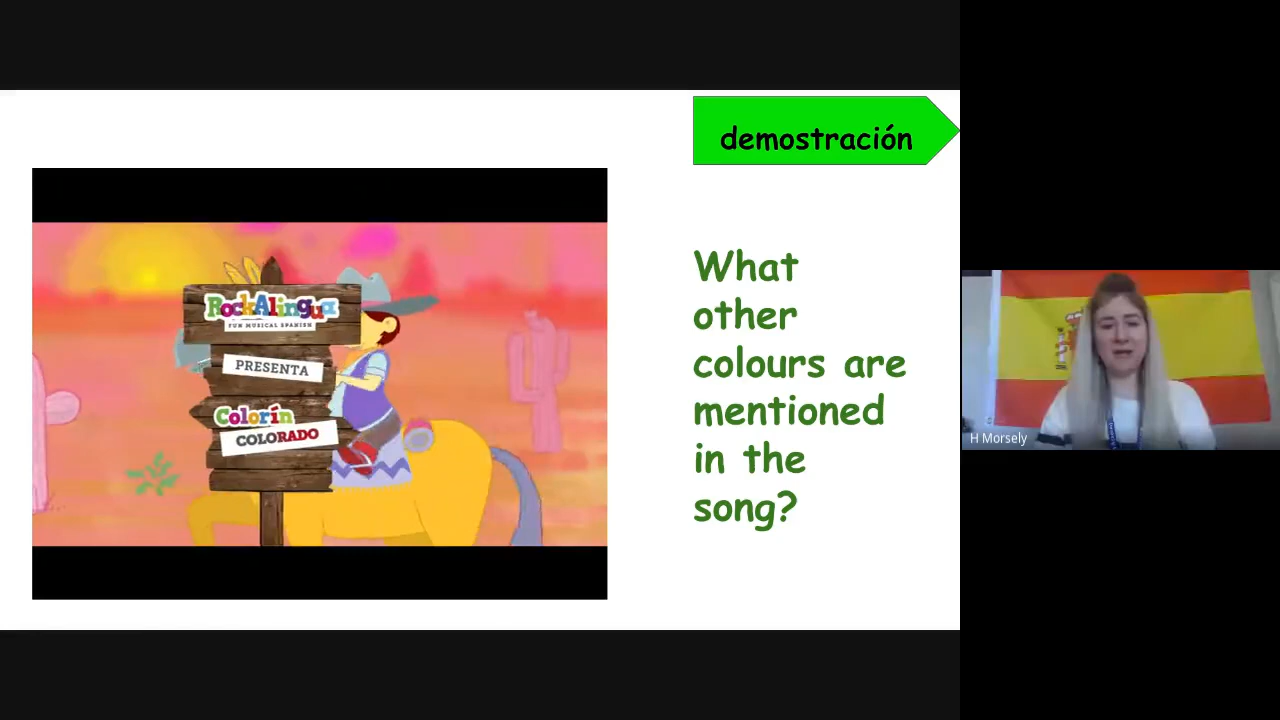 demostración
RockAlingua
FUN MUSICAL SPANISH
PRESENTA
Colorín
COLORADO
What
other
colours are
mentioned
in the
song?
H Morsely